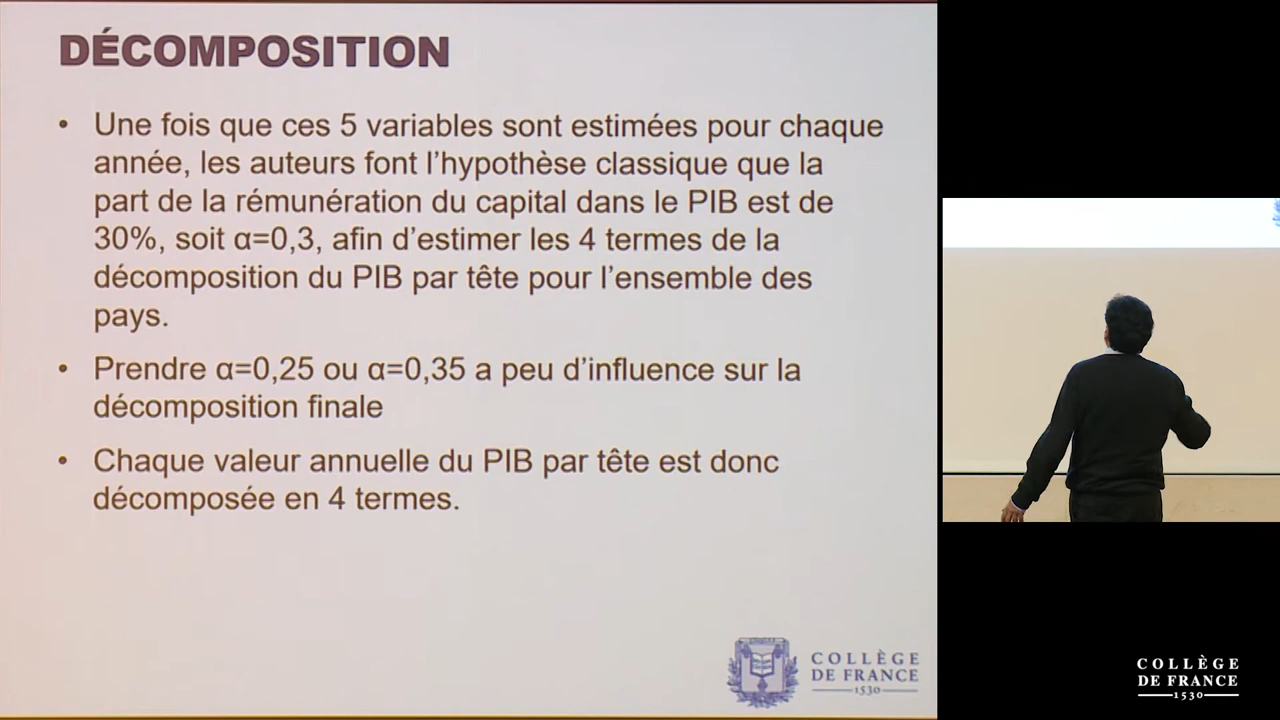 DÉCOMPOSITION
• Une fois que ces 5 variables sont estimées pour chaque
année, les auteurs font l'hypothèse classique que la
part de la rémunération du capital dans le PIB est de
30%, soit α=0,3, afin d'estimer les 4 termes de la
décomposition du PIB par tête pour l'ensemble des
pays.
• Prendre α=0,25 ou α=0,35 a peu d'influence sur la
décomposition finale
• Chaque valeur annuelle du PIB par tête est donc
décomposée en 4 termes.
COLLÈGE
DE FRANCE
1530
COLLÈGE
DE FRANCE
1530